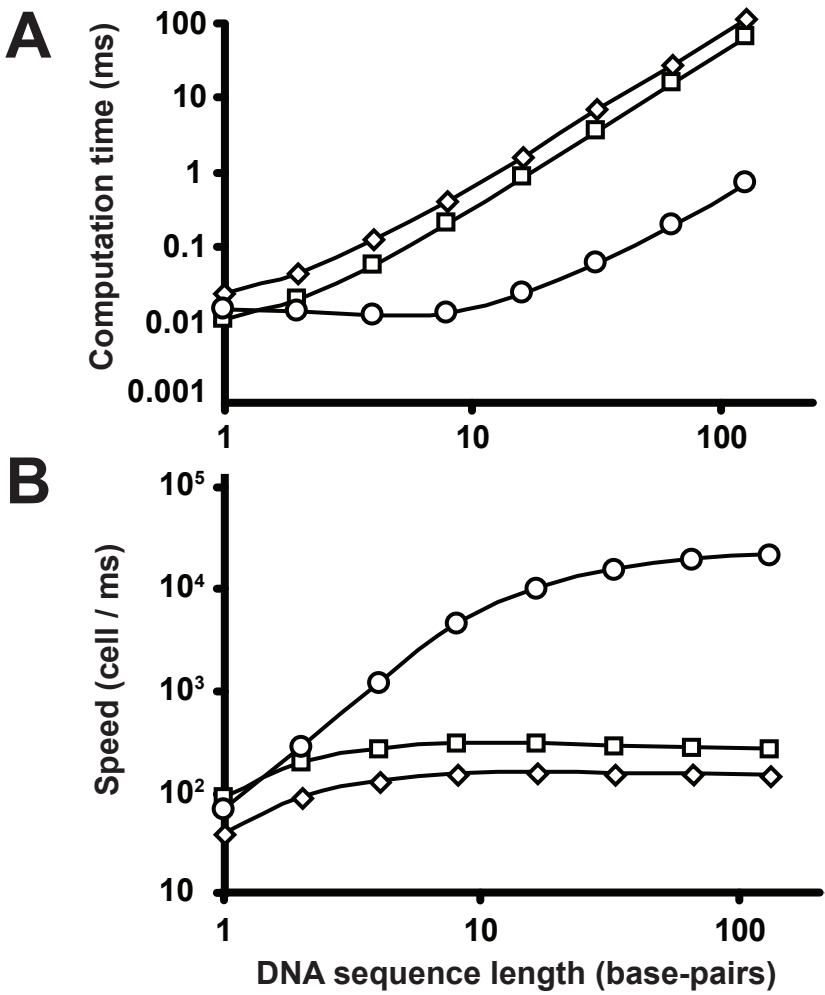 A
Computation time (ms)
100
10
1
0.1
0.01
0.001
1 10 100
B
Speed (cell / ms)
10⁵
10⁴
10³
10²
10
1 10 100
DNA sequence length (base-pairs)